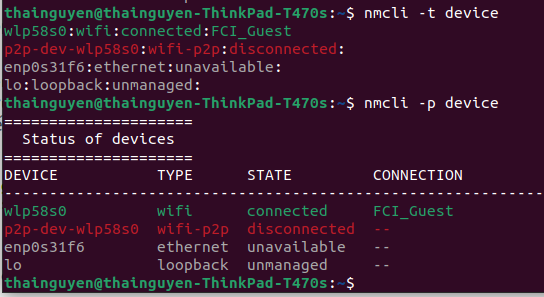 thainguyen@thainguyen-ThinkPad-T470s:~$ nmcli -t device
wlp58s0:wifi:connected:FCI_Guest
p2p-dev-wlp58s0:wifi-p2p:disconnected:
enp0s31f6:ethernet:unavailable:
lo:loopback:unmanaged:
thainguyen@thainguyen-ThinkPad-T470s:~$ nmcli -p device
=====================
  Status of devices
=====================
DEVICE           TYPE      STATE         CONNECTION
---------------------------------------------------------------
wlp58s0          wifi      connected     FCI_Guest
p2p-dev-wlp58s0  wifi-p2p  disconnected  --
enp0s31f6        ethernet  unavailable   --
lo               loopback  unmanaged     --
thainguyen@thainguyen-ThinkPad-T470s:~$